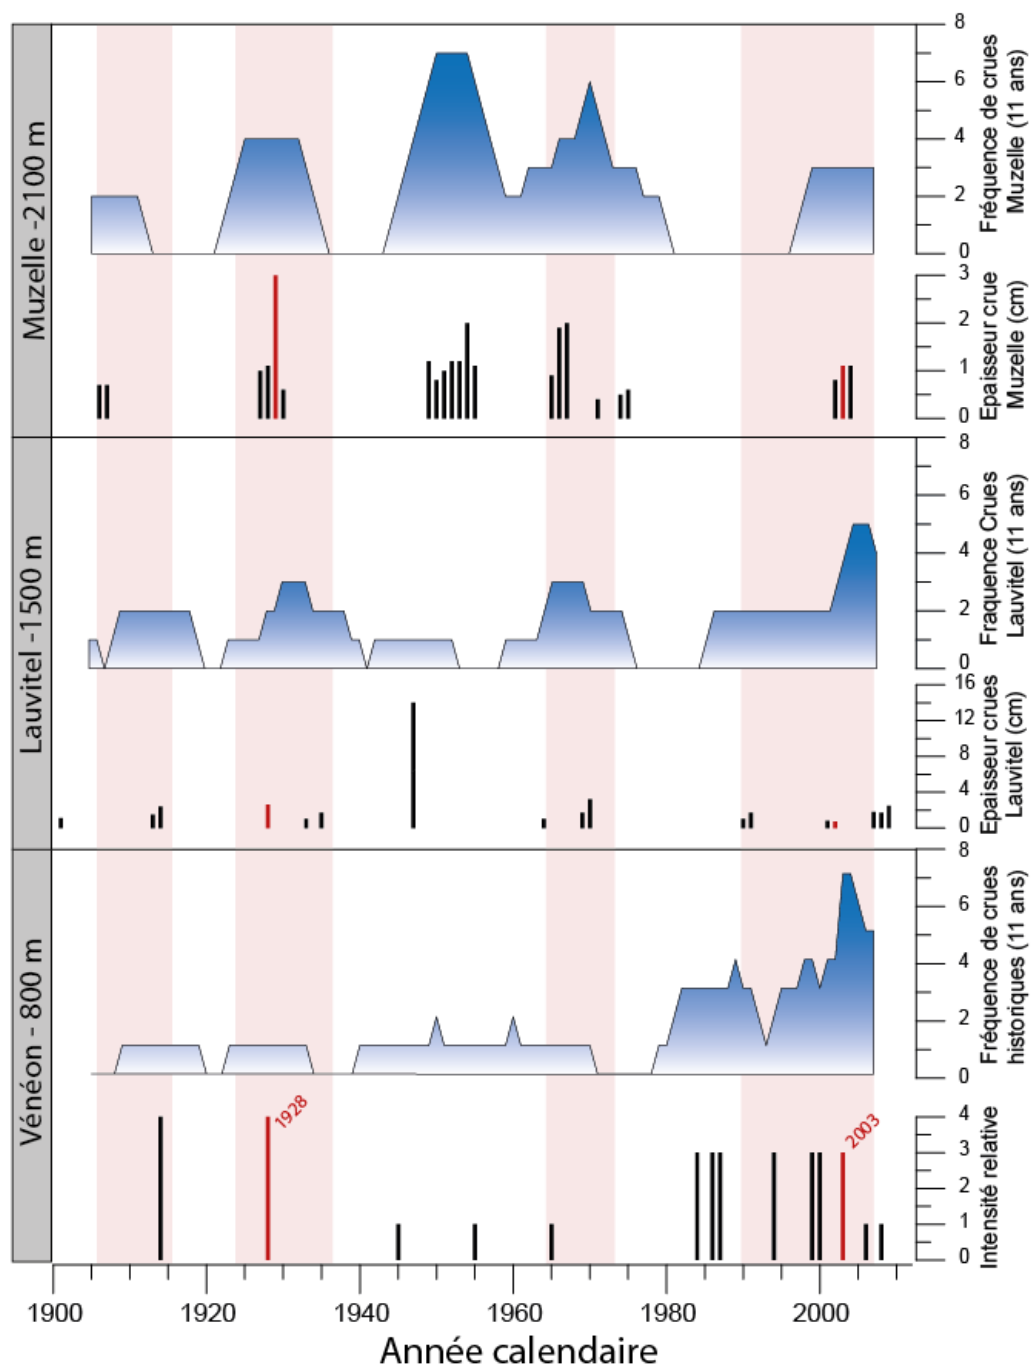 Muzelle -2100 m
8
6
4
2
0
Fréquence de crues
Muzelle (11 ans)
3
2
1
0
Epaisseur crue
Muzelle (cm)
Lauvitel -1500 m
8
6
4
2
0
Fraquence Crues
Lauvitel (11 ans)
16
12
8
4
0
Epaisseur crues
Lauvitel (cm)
Vénéon - 800 m
8
6
4
2
0
Fréquence de crues
historiques (11 ans)
1928
2003
4
3
2
1
0
Intensité relative
1900 1920 1940 1960 1980 2000
Année calendaire